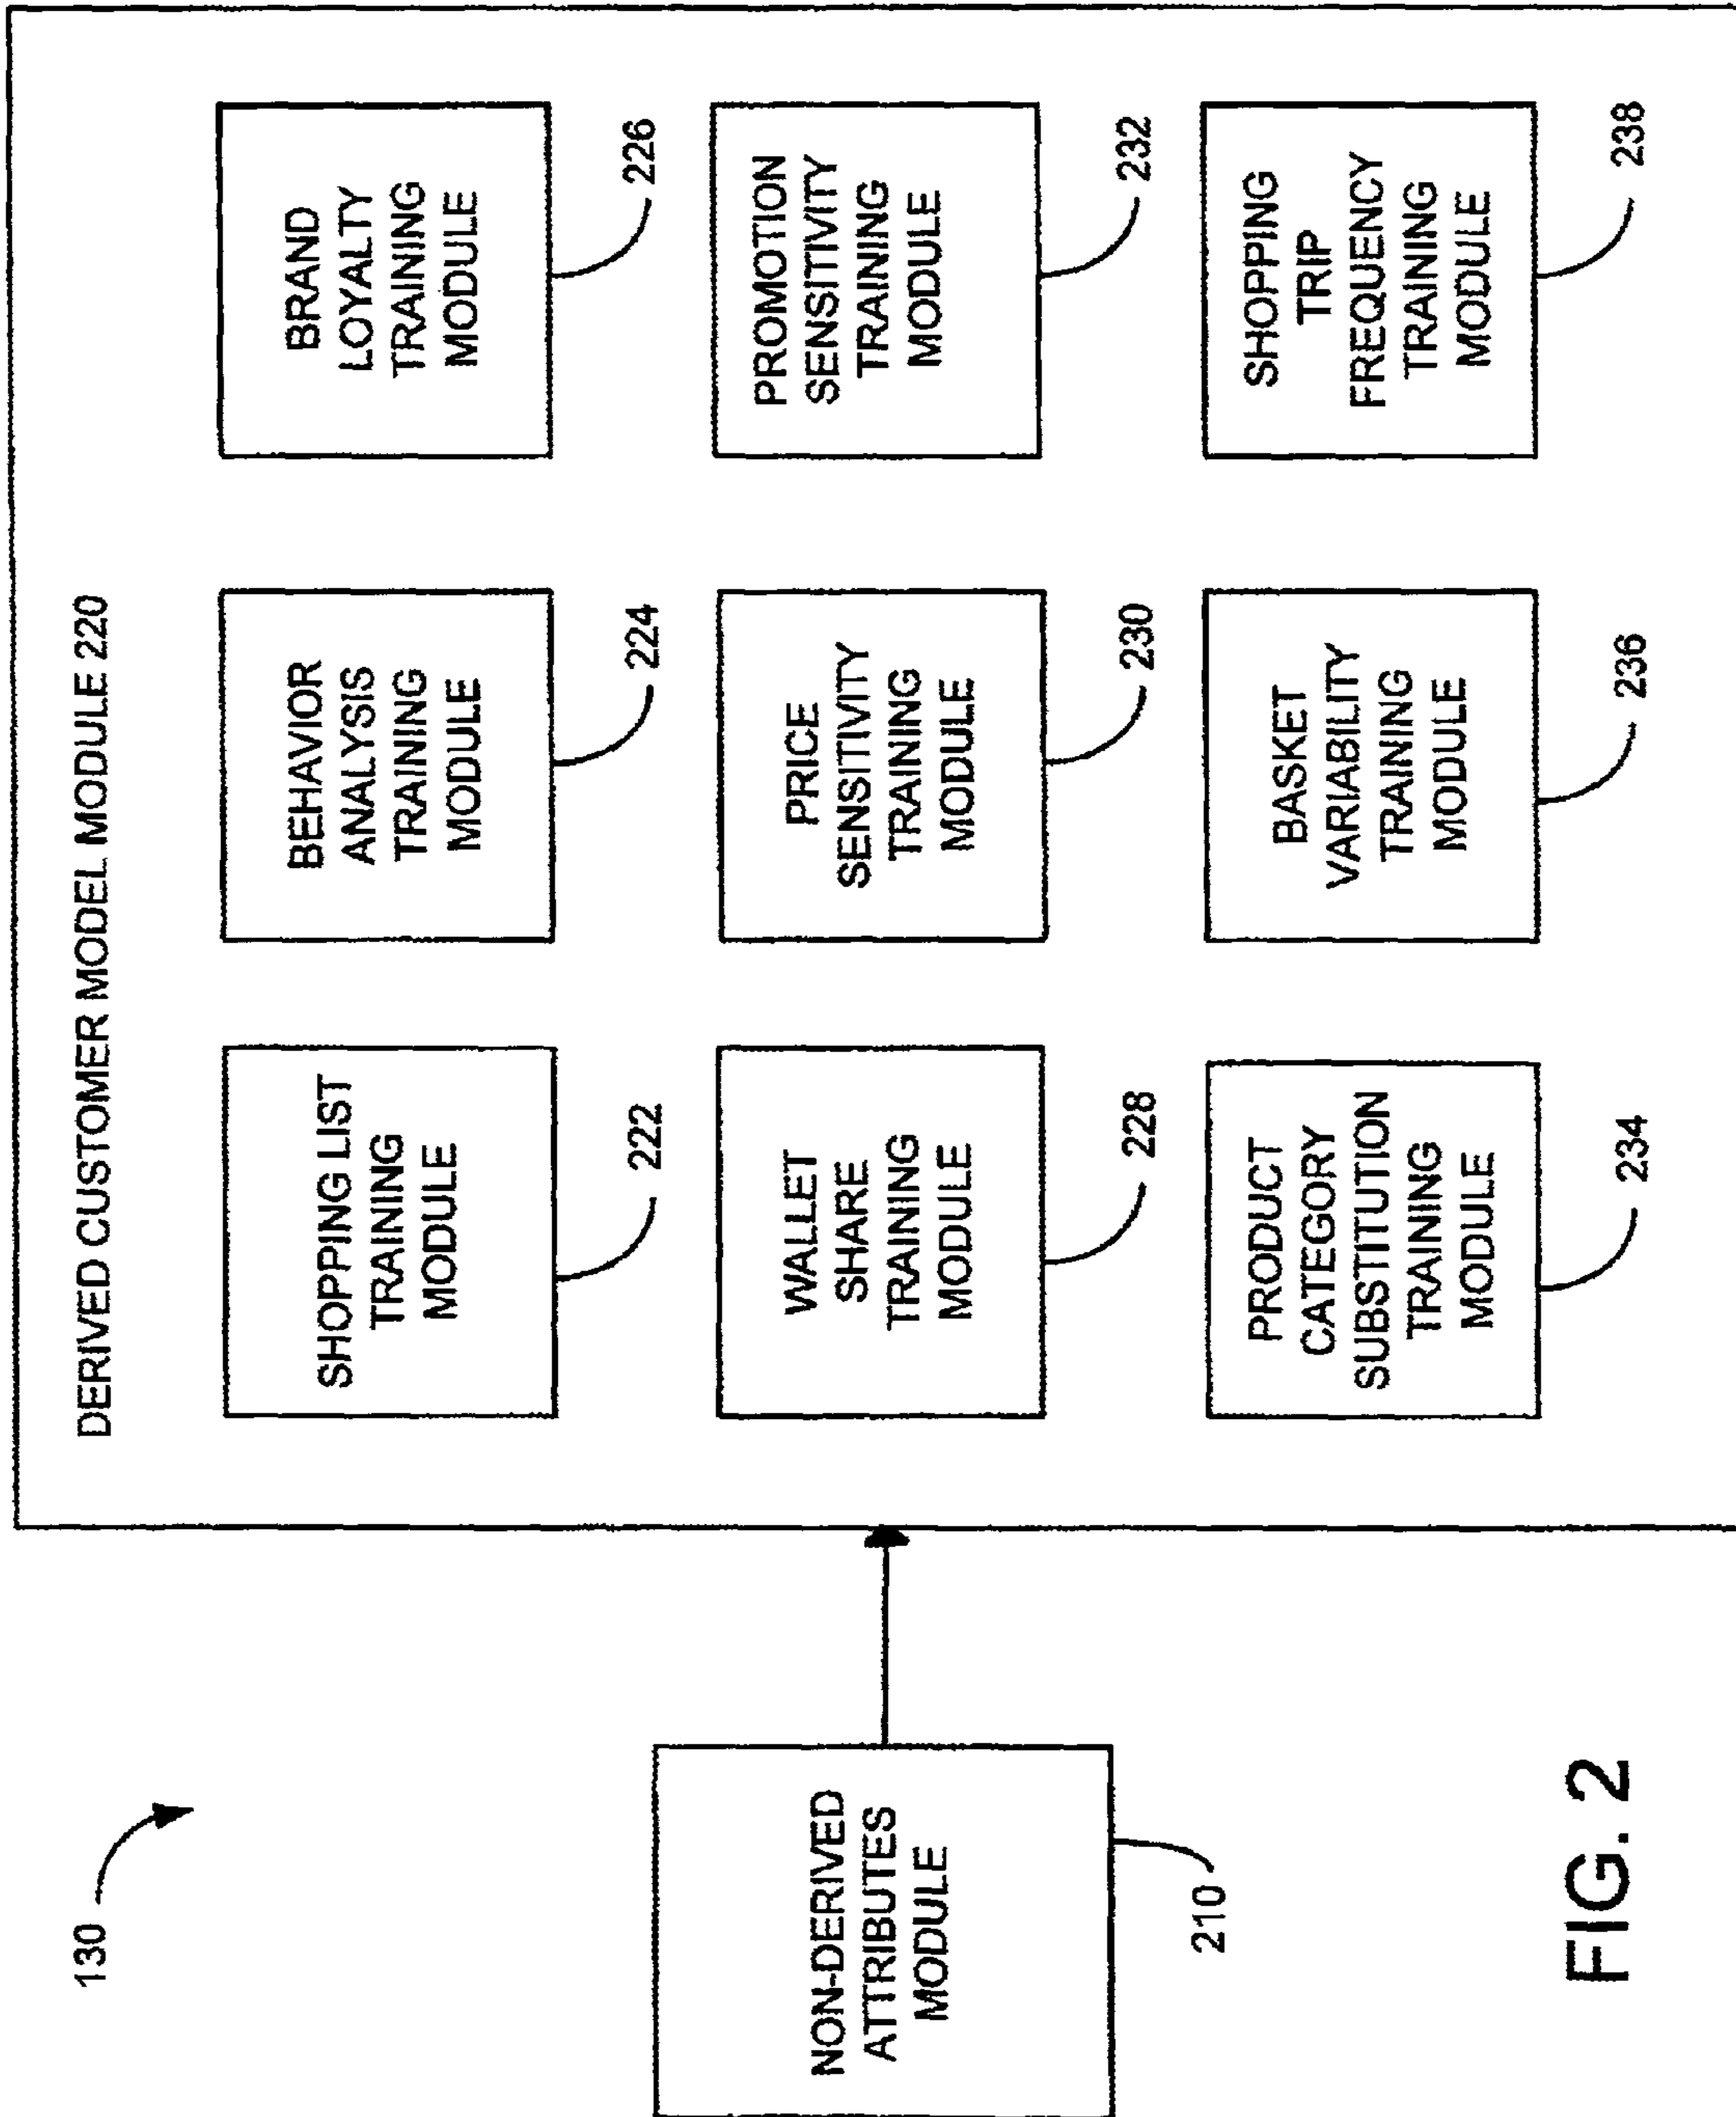 130
NON-DERIVED
ATTRIBUTES
MODULE
210
DERIVED CUSTOMER MODEL MODULE 220
SHOPPING LIST
TRAINING
MODULE
222
BEHAVIOR
ANALYSIS
TRAINING
MODULE
224
BRAND
LOYALTY
TRAINING
MODULE
226
WALLET
SHARE
TRAINING
MODULE
228
PRICE
SENSITIVITY
TRAINING
MODULE
230
PROMOTION
SENSITIVITY
TRAINING
MODULE
232
PRODUCT
CATEGORY
SUBSTITUTION
TRAINING
MODULE
234
BASKET
VARIABILITY
TRAINING
MODULE
236
SHOPPING
TRIP
FREQUENCY
TRAINING
MODULE
238
FIG. 2